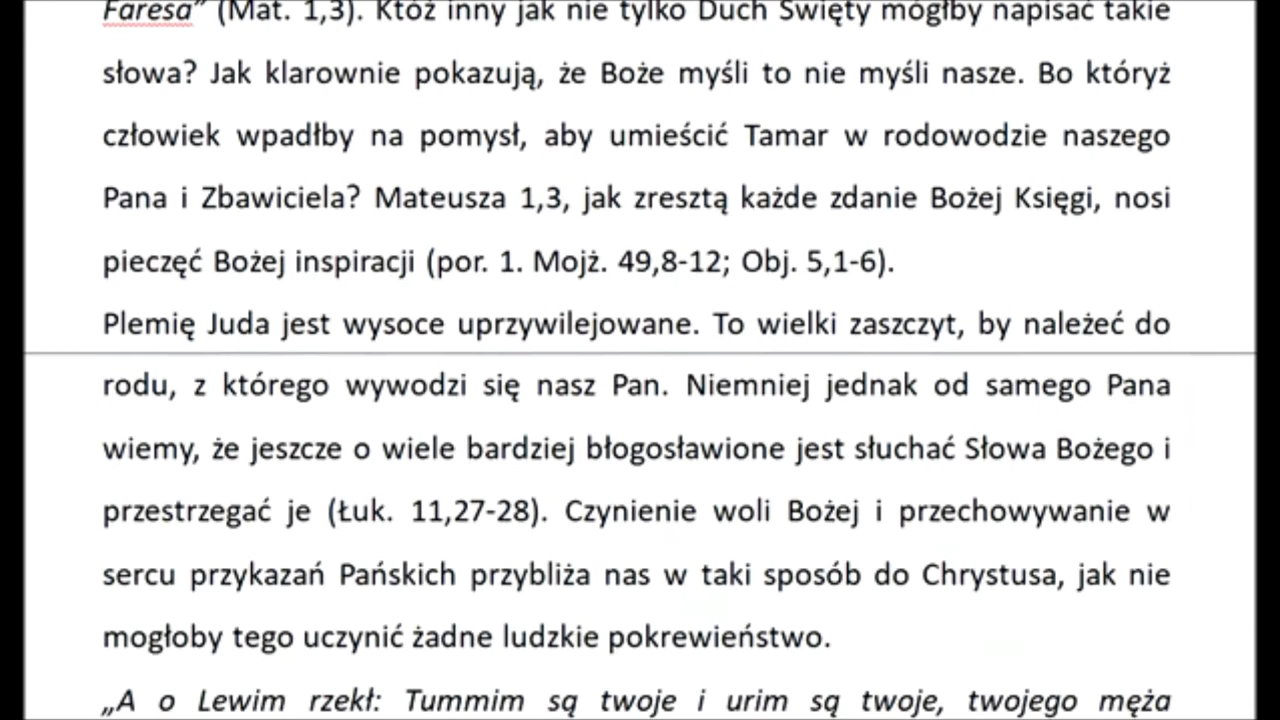 Faresa” (Mat. 1,3). Któż inny jak nie tylko Duch Święty mógłby napisać takie
słowa? Jak klarownie pokazują, że Boże myśli to nie myśli nasze. Bo któryż
człowiek wpadłby na pomysł, aby umieścić Tamar w rodowodzie naszego
Pana i Zbawiciela? Mateusza 1,3, jak zresztą każde zdanie Bożej Księgi, nosi
pieczęć Bożej inspiracji (por. 1. Mojż. 49,8-12; Obj. 5,1-6).
Plemię Juda jest wysoce uprzywilejowane. To wielki zaszczyt, by należeć do
rodu, z którego wywodzi się nasz Pan. Niemniej jednak od samego Pana
wiemy, że jeszcze o wiele bardziej błogosławione jest słuchać Słowa Bożego i
przestrzegać je (Łuk. 11,27-28). Czynienie woli Bożej i przechowywanie w
sercu przykazań Pańskich przybliża nas w taki sposób do Chrystusa, jak nie
mogłoby tego uczynić żadne ludzkie pokrewieństwo.
„A o Lewim rzekł: Tummim są twoje i urim są twoje, twojego męża